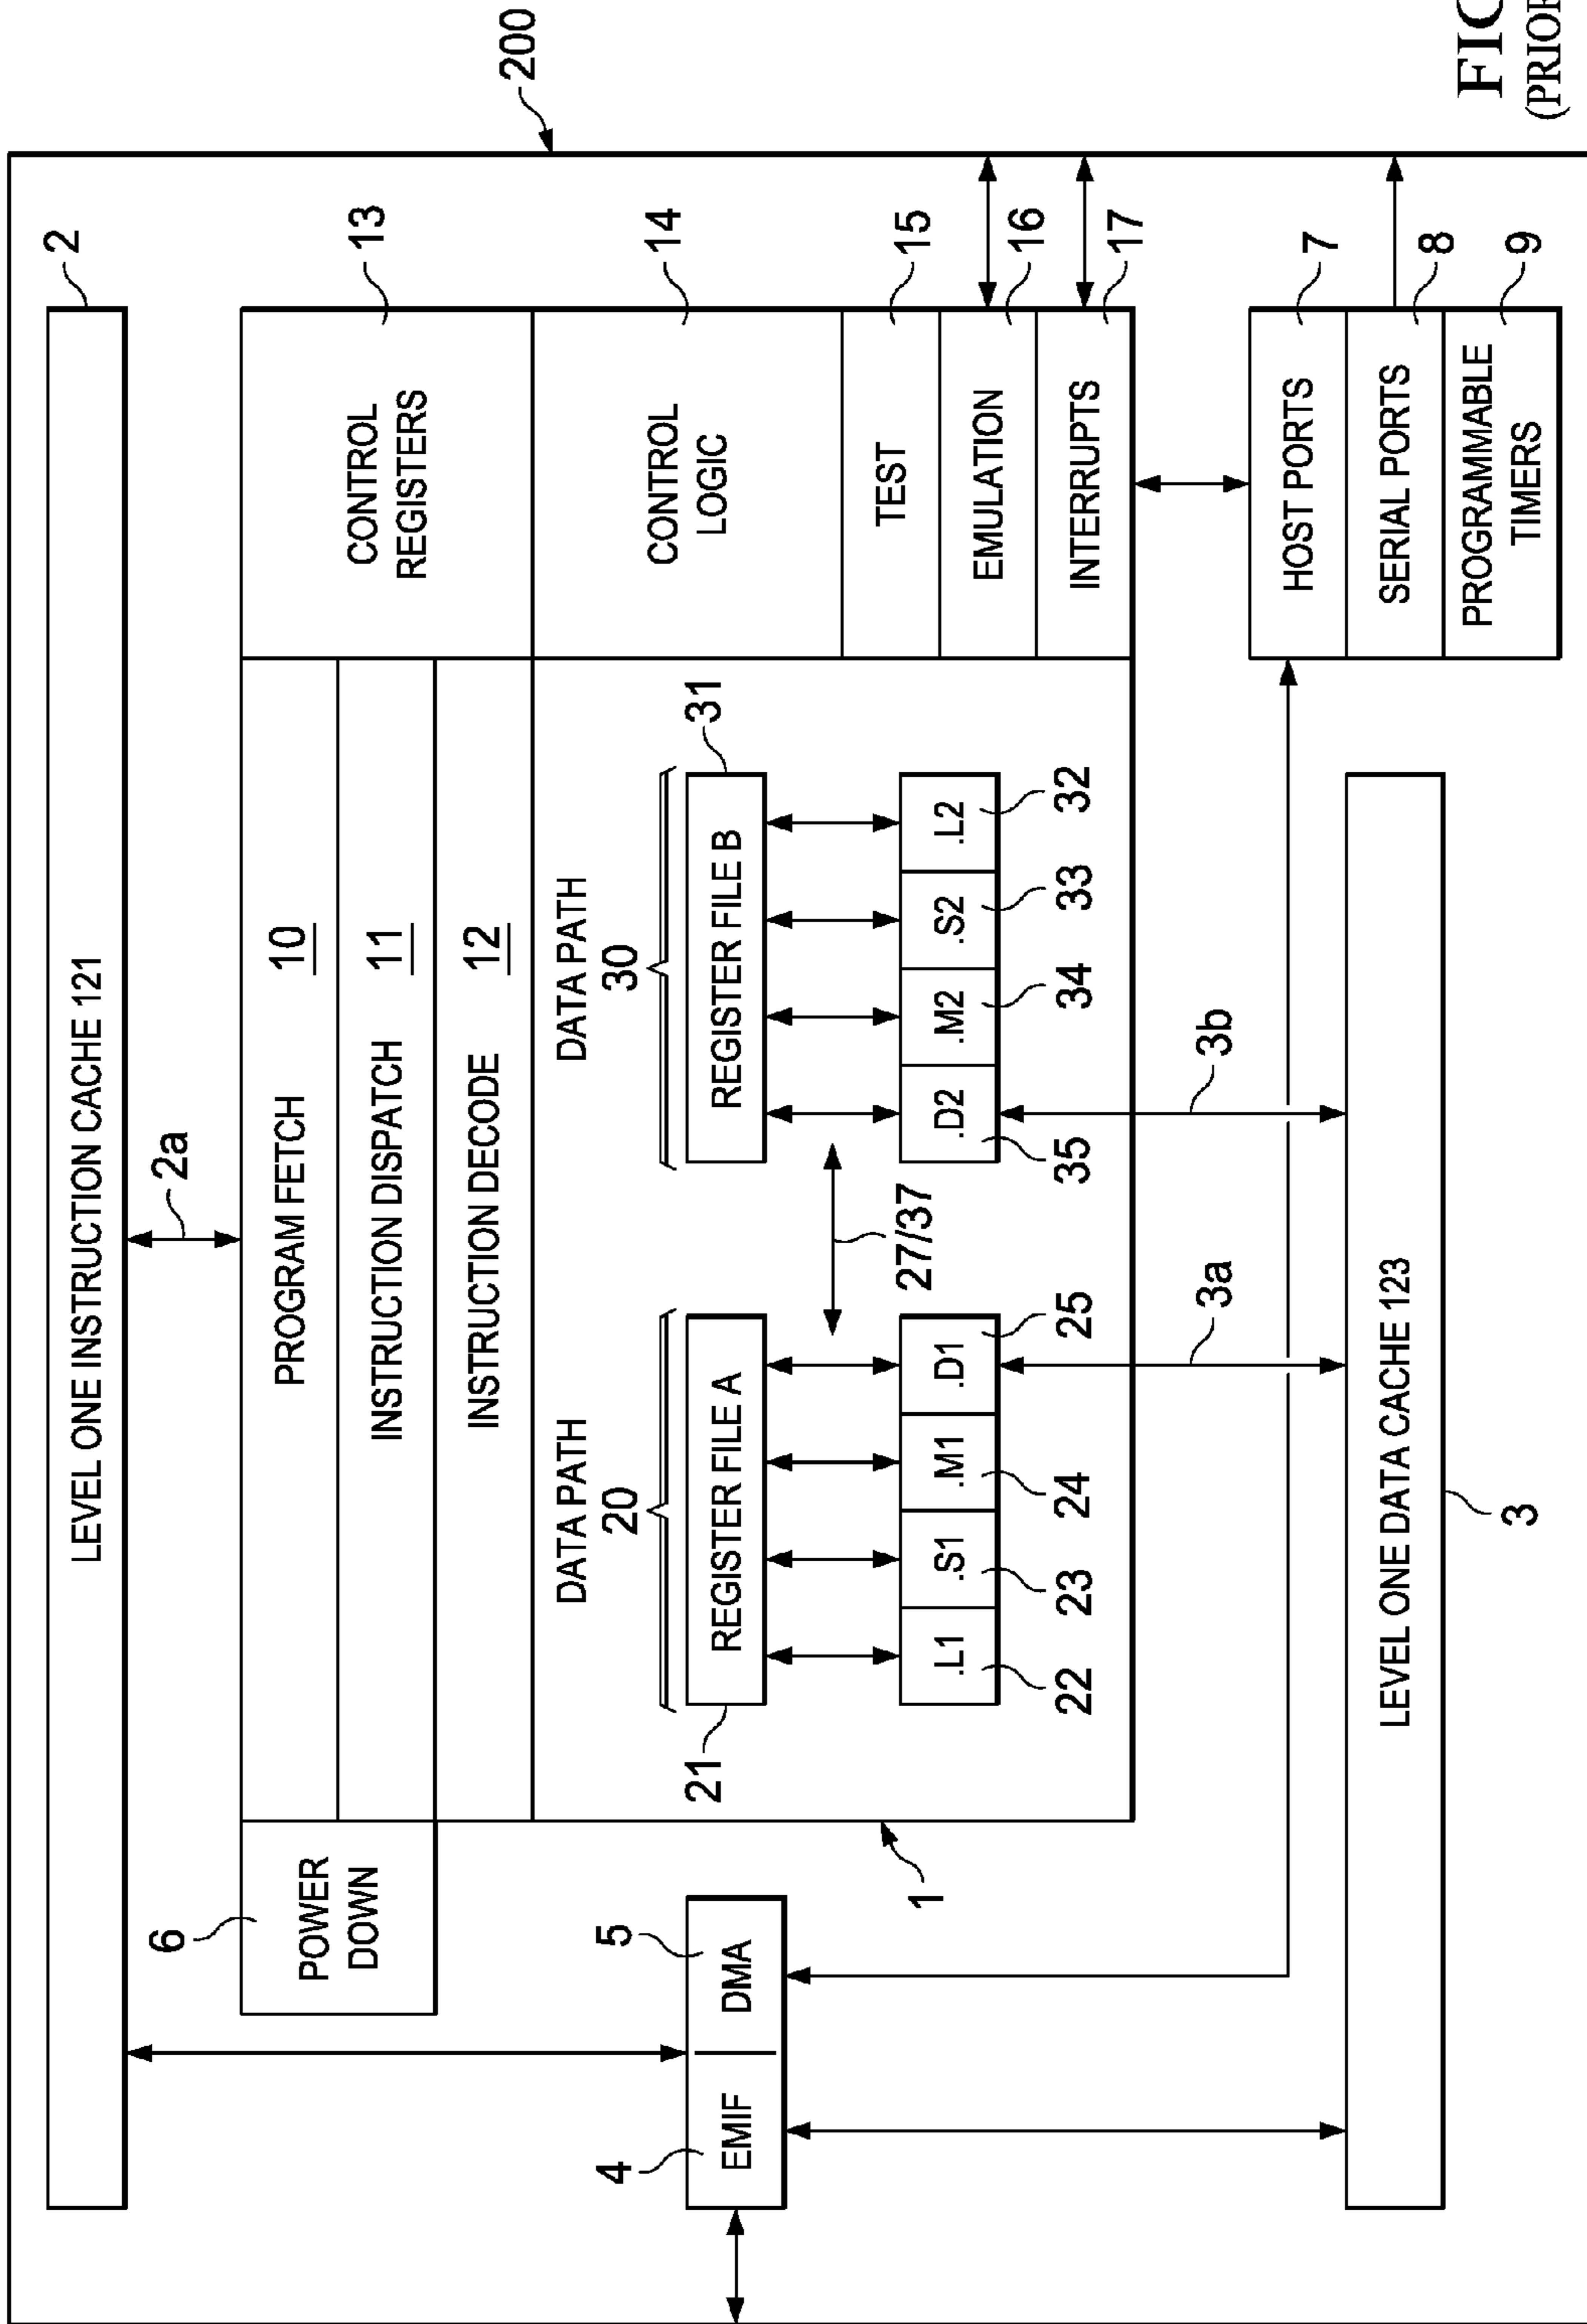 200
2
LEVEL ONE INSTRUCTION CACHE 121
2a
6
POWER
DOWN
PROGRAM FETCH 10
INSTRUCTION DISPATCH 11
INSTRUCTION DECODE 12
CONTROL
REGISTERS
13
DATA PATH
20
DATA PATH
30
21
REGISTER FILE A
REGISTER FILE B
31
CONTROL
LOGIC
14
.L1 .S1 .M1 .D1
22 23 24 25
27/37
.D2 .M2 .S2 .L2
35 34 33 32
TEST
15
EMULATION
16
INTERRUPTS
17
1
4
EMIF
DMA
5
3a
3b
HOST PORTS
7
SERIAL PORTS
8
PROGRAMMABLE
TIMERS
9
LEVEL ONE DATA CACHE 123
3
FIG
(PRIOR